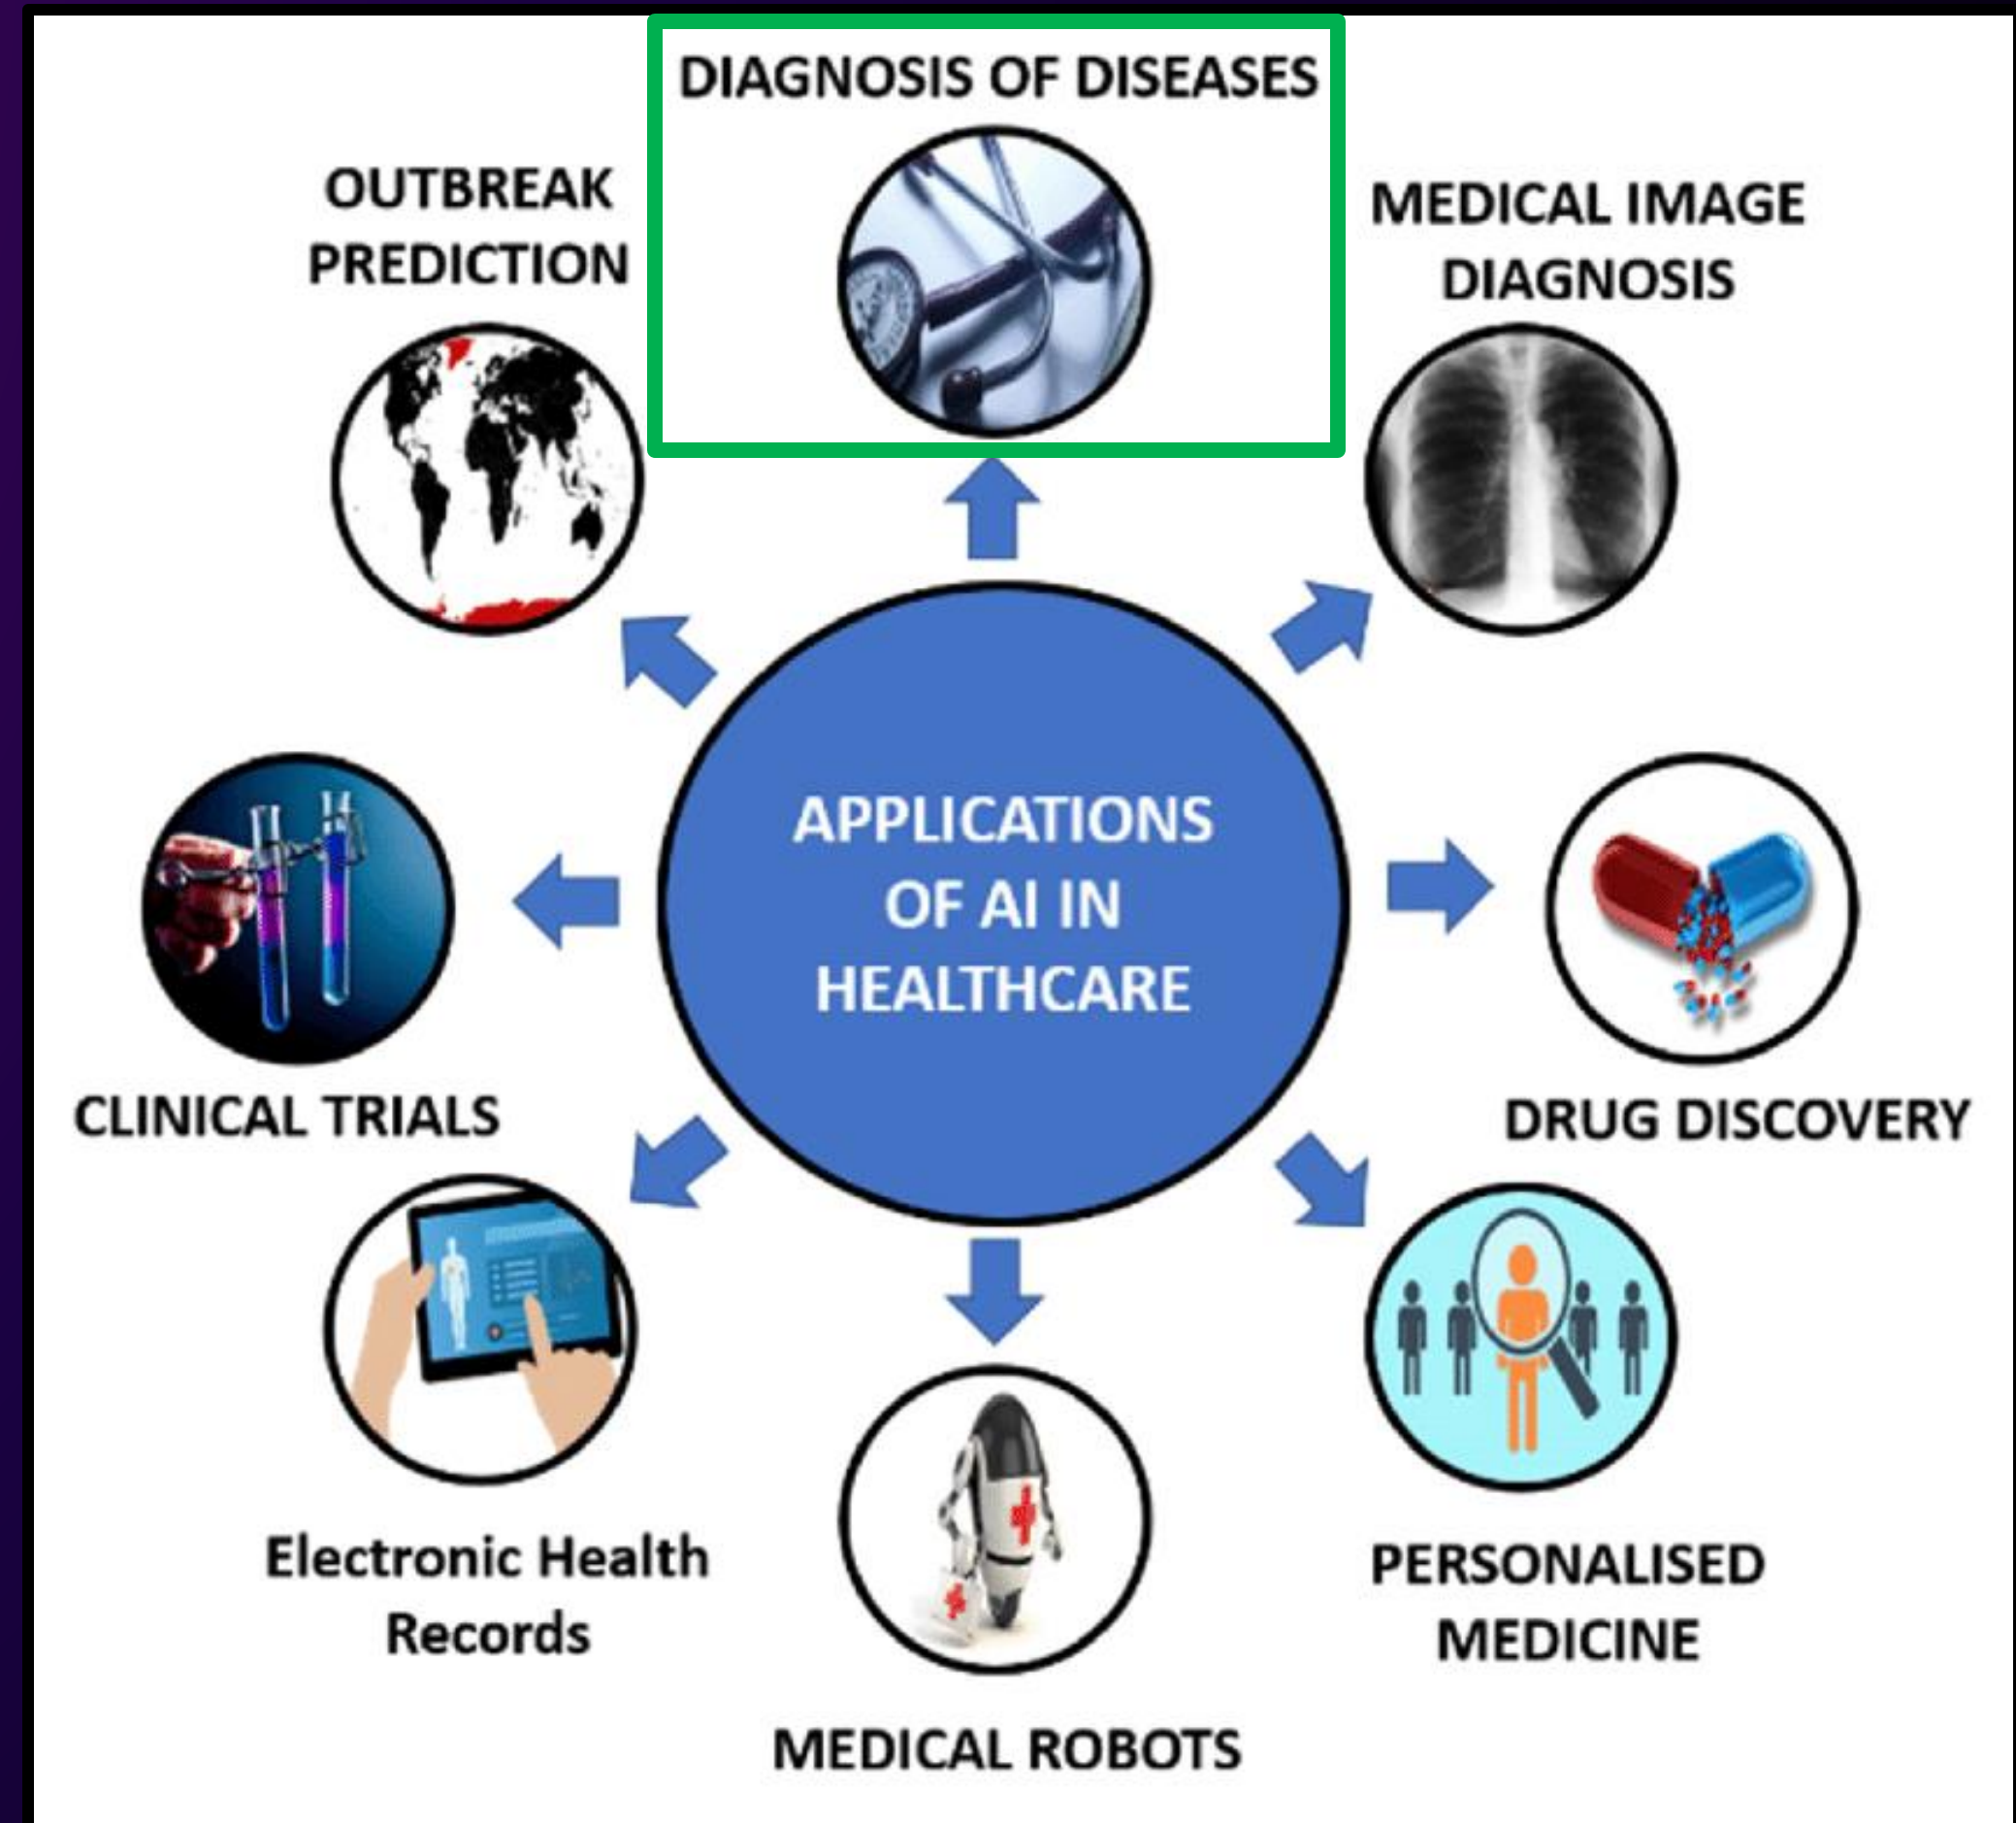 DIAGNOSIS OF DISEASES
OUTBREAK
PREDICTION
MEDICAL IMAGE
DIAGNOSIS
APPLICATIONS
OF AI IN
HEALTHCARE
CLINICAL TRIALS
DRUG DISCOVERY
Electronic Health
Records
PERSONALISED
MEDICINE
MEDICAL ROBOTS